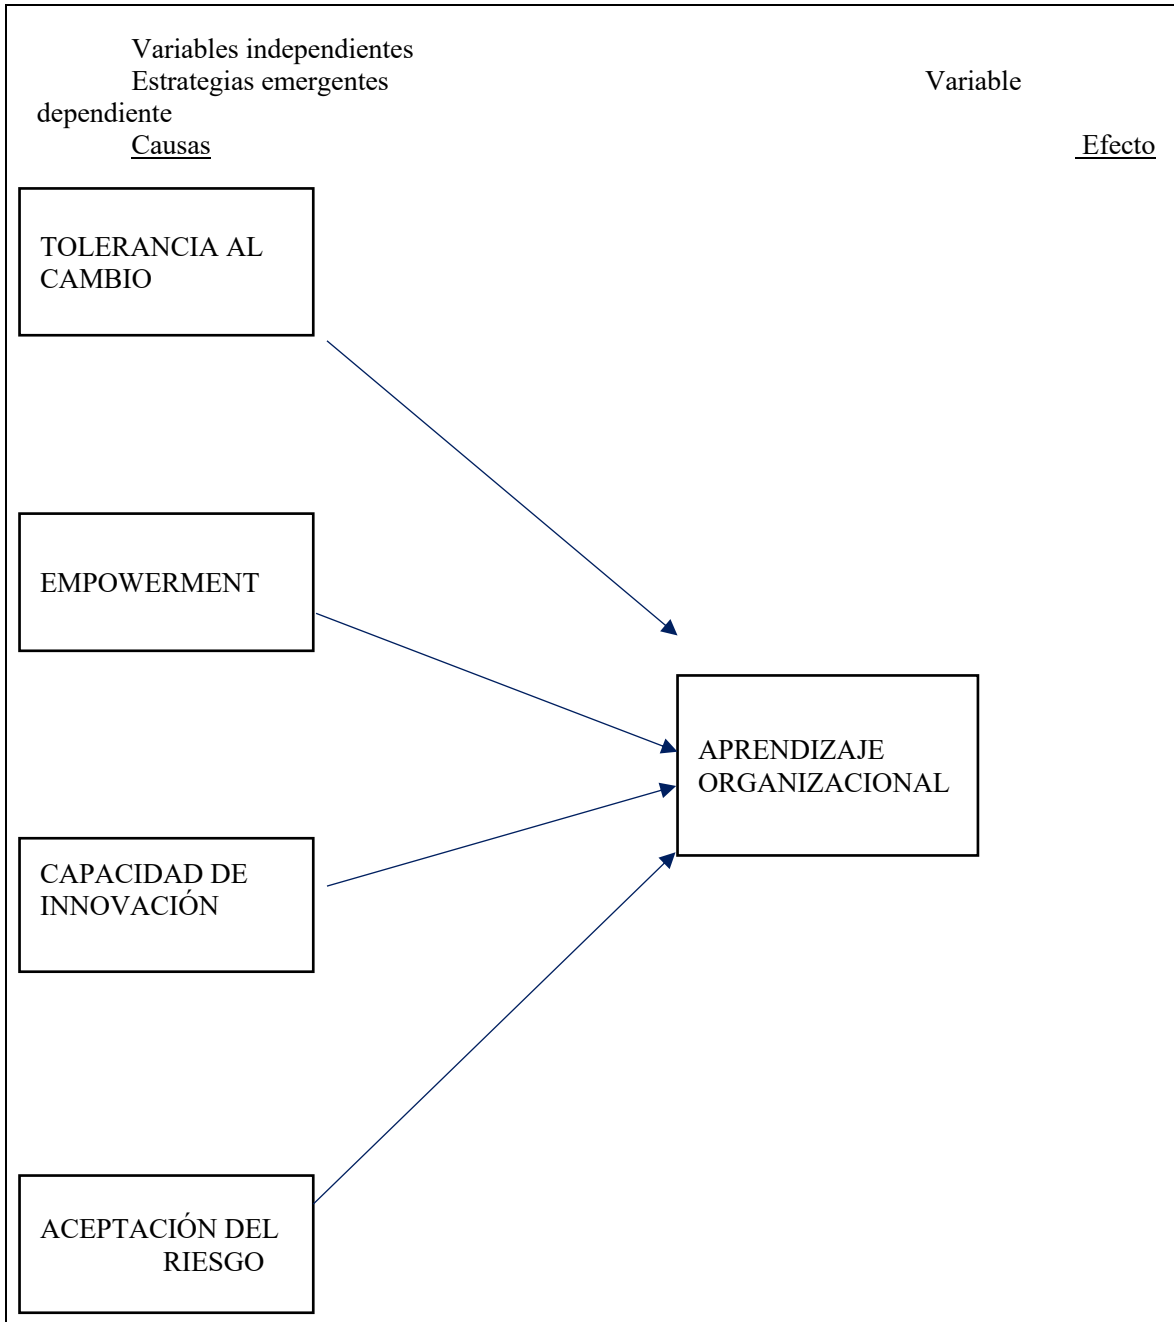 Variables independientes
Estrategias emergentes Variable
dependiente
Causas Efecto
TOLERANCIA AL
CAMBIO
EMPOWERMENT
APRENDIZAJE
ORGANIZACIONAL
CAPACIDAD DE
INNOVACIÓN
ACEPTACIÓN DEL
RIESGO